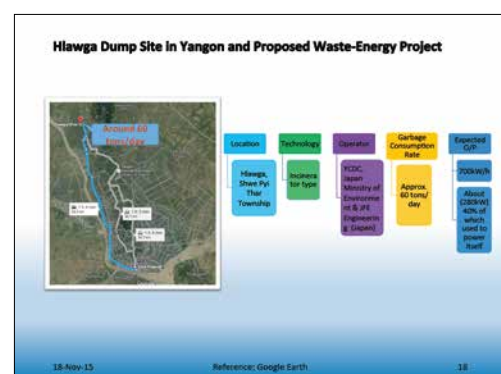 Hlawga Dump Site in Yangon and Proposed Waste-Energy Project
Around 60
tons/day
Location
Hlawga,
Shwe Pyi
Thar
Township
Technology
Incinera
tor type
Operator
YCDC,
Japan
Ministry of
Environme
nt & JFE
Engineerin
g (Japan)
Garbage
Consumption
Rate
Approx.
60 tons/
day
Expected
O/P
700kW/h
About
(280kW)
40% of
which
used to
power
itself
18-Nov-15
Reference; Google Earth
18